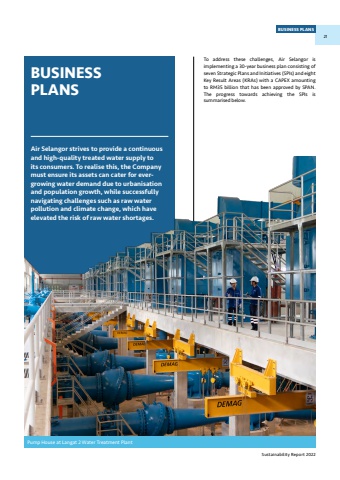 BUSINESS PLANS
21
BUSINESS
PLANS
Air Selangor strives to provide a continuous
and high-quality treated water supply to
its consumers. To realise this, the Company
must ensure its assets can cater for ever-
growing water demand due to urbanisation
and population growth, while successfully
navigating challenges such as raw water
pollution and climate change, which have
elevated the risk of raw water shortages.
To address these challenges, Air Selangor is
implementing a 30-year business plan consisting of
seven Strategic Plans and Initiatives (SPIs) and eight
Key Result Areas (KRAs) with a CAPEX amounting
to RM35 billion that has been approved by SPAN.
The progress towards achieving the SPIs is
summarised below.
DEMAG
DEMAG
Pump House at Langat 2 Water Treatment Plant
Sustainability Report 2022